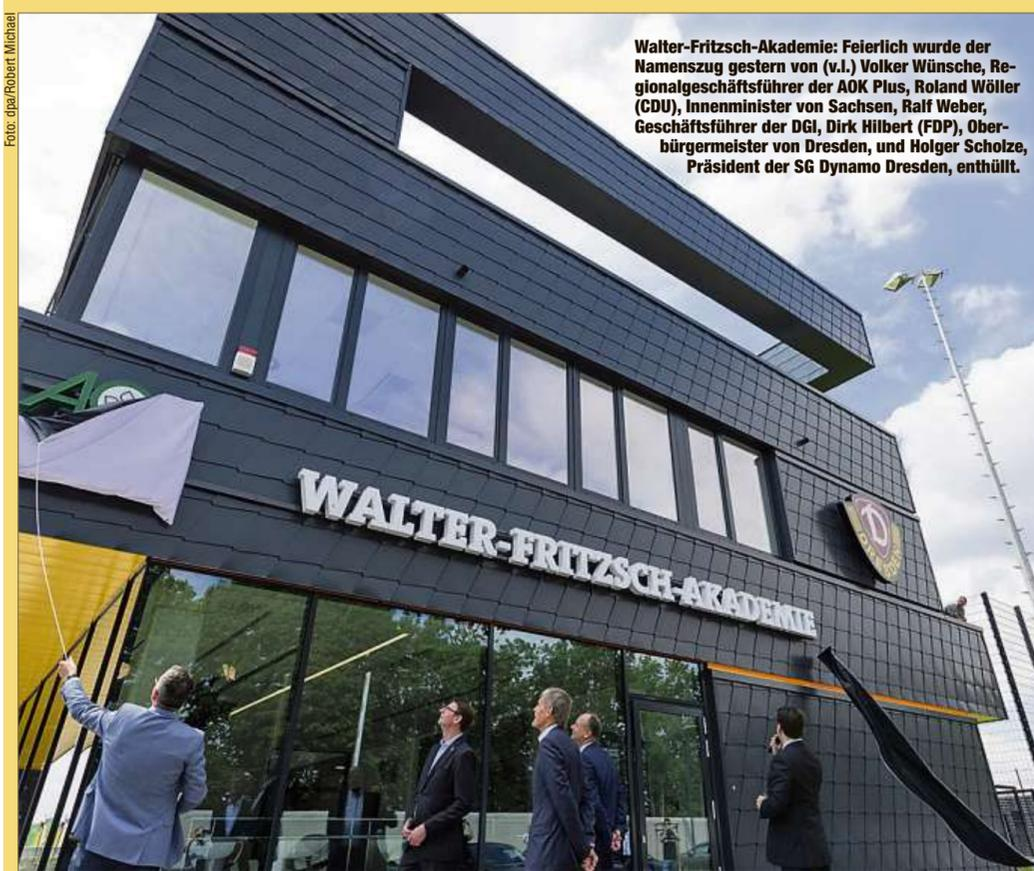 Foto: dpa/Robert Michael
Walter-Fritzsch-Akademie: Feierlich wurde der
Namenszug gestern von (v.l.) Volker Wünsche, Re-
gionalgeschäftsführer der AOK Plus, Roland Wöller
(CDU), Innenminister von Sachsen, Ralf Weber,
Geschäftsführer der DGI, Dirk Hilbert (FDP), Ober-
bürgermeister von Dresden, und Holger Scholze,
Präsident der SG Dynamo Dresden, enthüllt.
AO
WALTER-FRITZSCH-AKADEMIE
D
DRESDEN